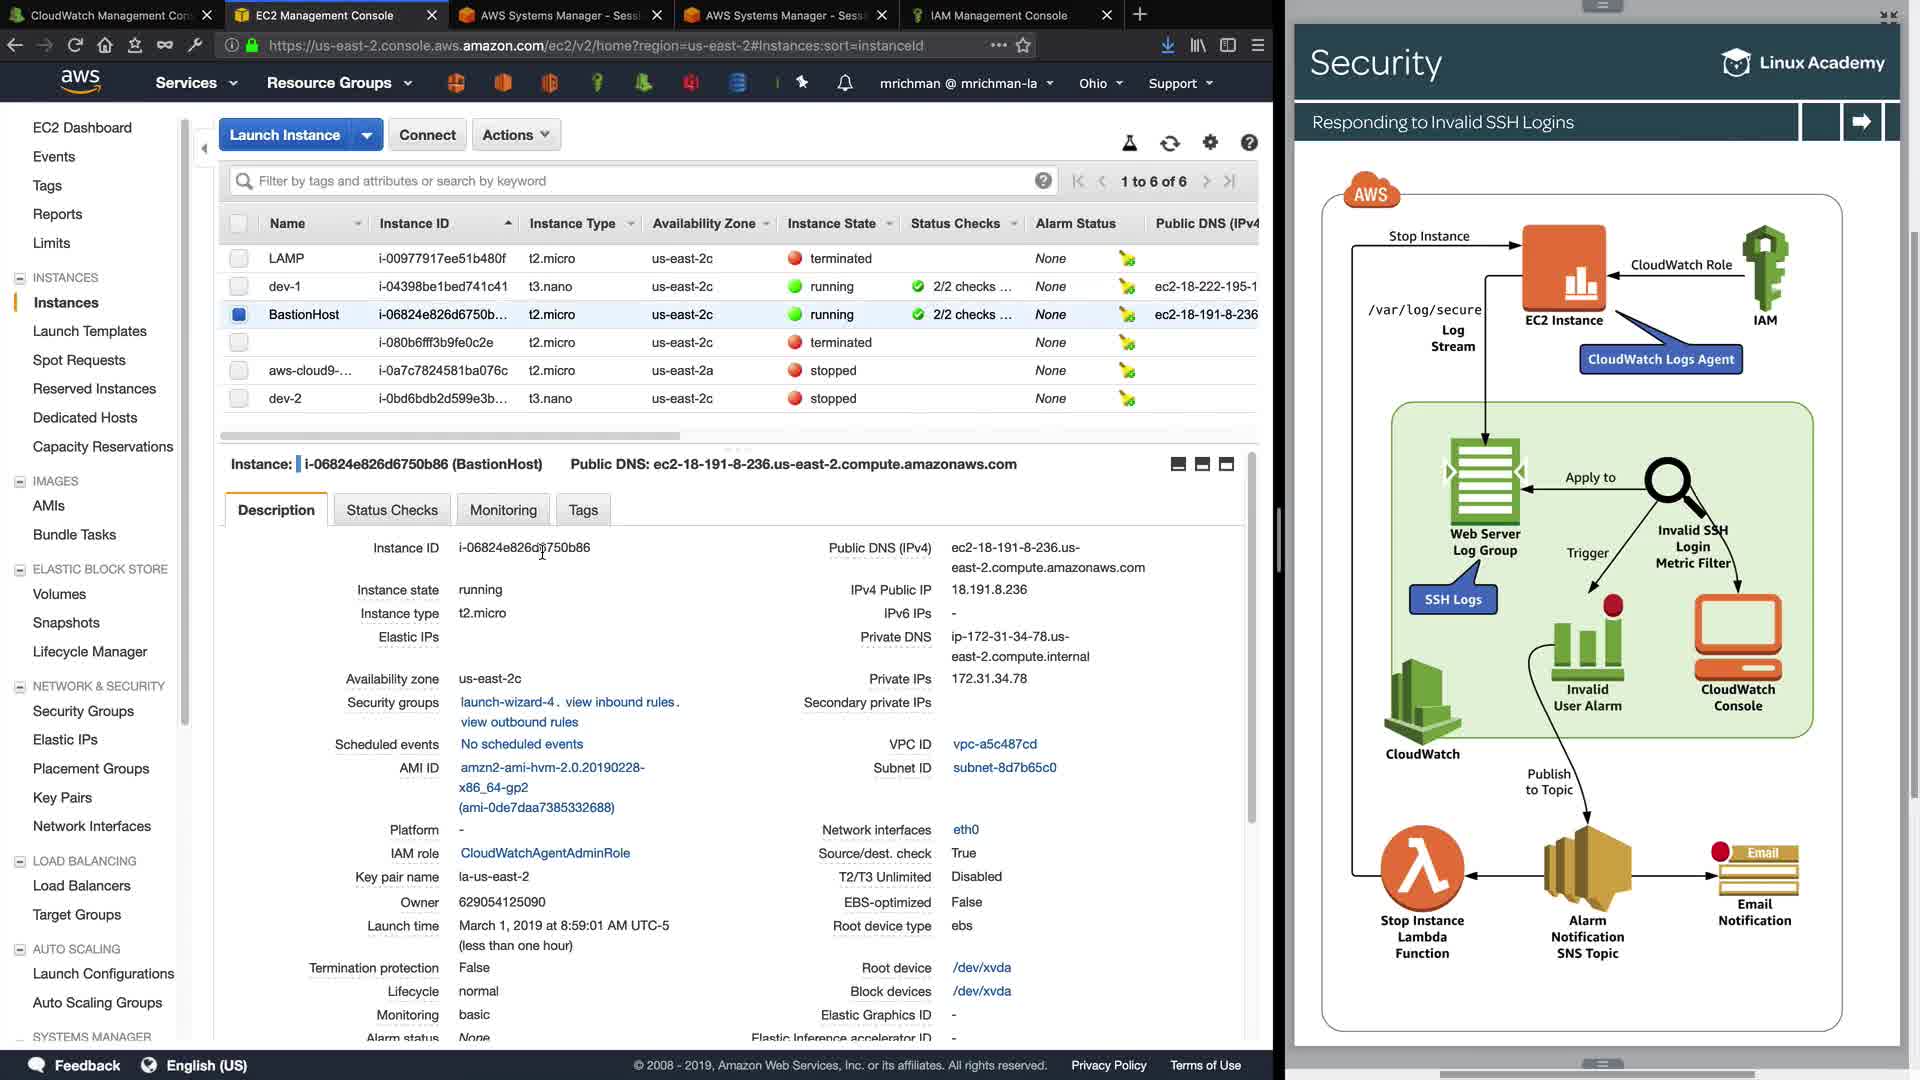 CloudWatch Management Con
EC2 Management Console
AWS Systems Manager - Sess
AWS Systems Manager - Sess
IAM Management Console
https://us-east-2.console.aws.amazon.com/ec2/v2/home?region=us-east-2#Instances:sort=instanceId
aws
Services
Resource Groups
mrichman @ mrichman-la
Ohio
Support
EC2 Dashboard
Events
Tags
Reports
Limits
INSTANCES
Instances
Launch Templates
Spot Requests
Reserved Instances
Dedicated Hosts
Capacity Reservations
IMAGES
AMIs
Bundle Tasks
ELASTIC BLOCK STORE
Volumes
Snapshots
Lifecycle Manager
NETWORK & SECURITY
Security Groups
Elastic IPs
Placement Groups
Key Pairs
Network Interfaces
LOAD BALANCING
Load Balancers
Target Groups
AUTO SCALING
Launch Configurations
Auto Scaling Groups
SYSTEMS MANAGER
Launch Instance
Connect
Actions
Filter by tags and attributes or search by keyword
1 to 6 of 6
Name Instance ID Instance Type Availability Zone Instance State Status Checks Alarm Status Public DNS (IPv4
LAMP i-00977917ee51b480f t2.micro us-east-2c terminated None
dev-1 i-04398be1bed741c41 t3.nano us-east-2c running 2/2 checks ... None ec2-18-222-195-1
BastionHost i-06824e826d6750b... t2.micro us-east-2c running 2/2 checks ... None ec2-18-191-8-236
i-080b6fff3b9fe0c2e t2.micro us-east-2c terminated None
aws-cloud9-... i-0a7c7824581ba076c t2.micro us-east-2a stopped None
dev-2 i-0bd6bdb2d599e3b... t3.nano us-east-2c stopped None
Instance: i-06824e826d6750b86 (BastionHost) Public DNS: ec2-18-191-8-236.us-east-2.compute.amazonaws.com
Description
Status Checks
Monitoring
Tags
Instance ID i-06824e826d6750b86
Instance state running
Instance type t2.micro
Elastic IPs
Availability zone us-east-2c
Security groups launch-wizard-4. view inbound rules.
view outbound rules
Scheduled events No scheduled events
AMI ID amzn2-ami-hvm-2.0.20190228-
x86_64-gp2
(ami-0de7daa7385332688)
Platform -
IAM role CloudWatchAgentAdminRole
Key pair name la-us-east-2
Owner 629054125090
Launch time March 1, 2019 at 8:59:01 AM UTC-5
(less than one hour)
Termination protection False
Lifecycle normal
Monitoring basic
Alarm status None
Public DNS (IPv4) ec2-18-191-8-236.us-
east-2.compute.amazonaws.com
IPv4 Public IP 18.191.8.236
IPv6 IPs -
Private DNS ip-172-31-34-78.us-
east-2.compute.internal
Private IPs 172.31.34.78
Secondary private IPs
VPC ID vpc-a5c487cd
Subnet ID subnet-8d7b65c0
Network interfaces eth0
Source/dest. check True
T2/T3 Unlimited Disabled
EBS-optimized False
Root device type ebs
Root device /dev/xvda
Block devices /dev/xvda
Elastic Graphics ID -
Elastic Inference accelerator ID -
Feedback
English (US)
© 2008 - 2019, Amazon Web Services, Inc. or its affiliates. All rights reserved.
Privacy Policy
Terms of Use
Security
Linux Academy
Responding to Invalid SSH Logins
AWS
Stop Instance
CloudWatch Role
/var/log/secure
Log
Stream
EC2 Instance
IAM
CloudWatch Logs Agent
Apply to
Web Server
Log Group
Invalid SSH
Login
Metric Filter
Trigger
SSH Logs
Invalid
User Alarm
CloudWatch
Console
CloudWatch
Publish
to Topic
Email
Stop Instance
Lambda
Function
Alarm
Notification
SNS Topic
Email
Notification